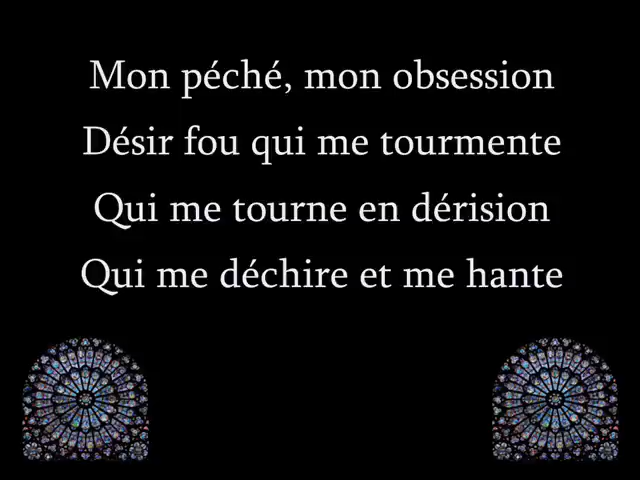 Mon péché, mon obsession
Désir fou qui me tourmente
Qui me tourne en dérision
Qui me déchire et me hante